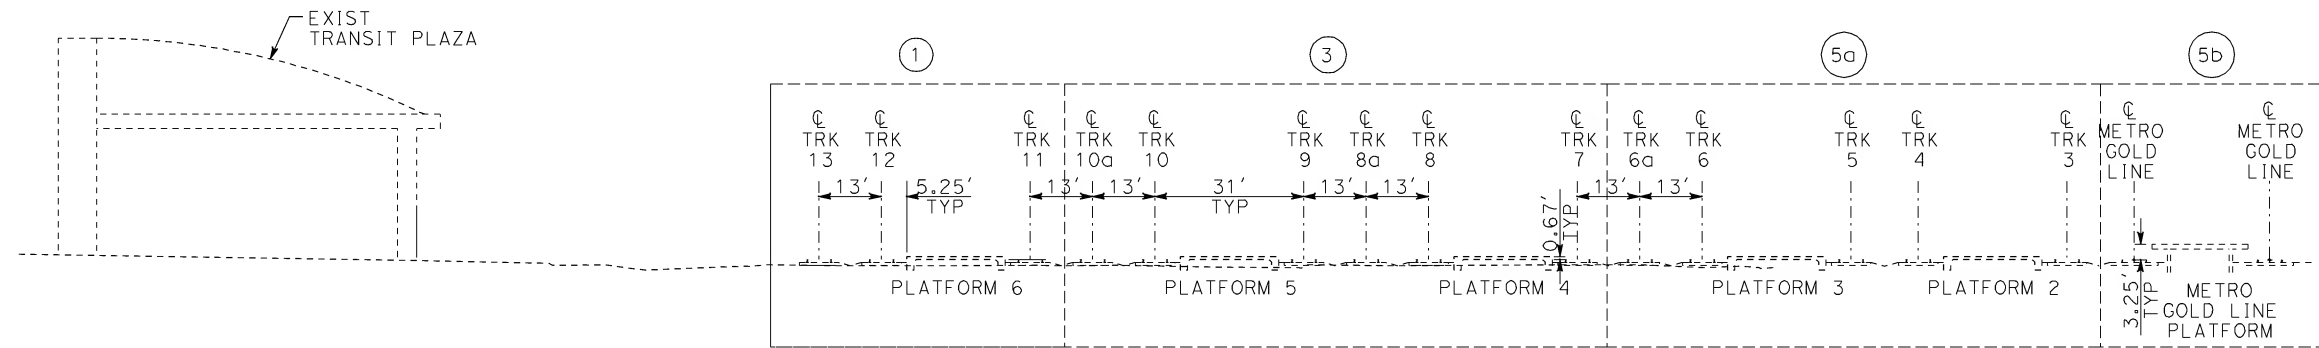 EXIST
TRANSIT PLAZA
1
3
5a
5b
℄
TRK
13
℄
TRK
12
℄
TRK
11
℄
TRK
10a
℄
TRK
10
℄
TRK
9
℄
TRK
8a
℄
TRK
8
℄
TRK
7
℄
TRK
6a
℄
TRK
6
℄
TRK
5
℄
TRK
4
℄
TRK
3
℄
METRO
GOLD
LINE
℄
METRO
GOLD
LINE
13'
5.25'
TYP
13'
13'
31'
TYP
13'
13'
0.67'
TYP
13'
13'
PLATFORM 6
PLATFORM 5
PLATFORM 4
PLATFORM 3
PLATFORM 2
3.25'
TYP
METRO
GOLD LINE
PLATFORM